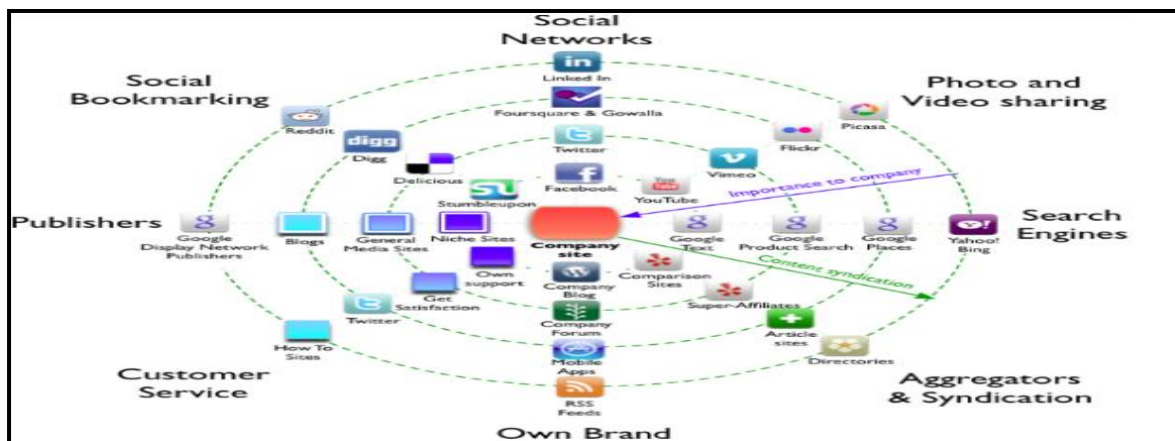 Social
Networks
Social
Bookmarking
Photo and
Video sharing
in
Linked In
Reddit
Foursquare & Gowalla
Picasa
digg
Digg
Twitter
Flickr
Delicious
Vimeo
Stumbleupon
Facebook
You
Tube
YouTube
Importance to company
Publishers
Google
Display Network
Publishers
Blogs
General
Media Sites
Niche Sites
Company
site
Google
Text
Google
Product Search
Google
Places
Yahoo!
Bing
Search
Engines
Content syndication
Own
support
Company
Blog
Comparison
Sites
Get
Satisfaction
Super-Affiliates
Twitter
Company
Forum
Article
sites
How To
Sites
Mobile
Apps
Directories
Customer
Service
RSS
Feeds
Aggregators
& Syndication
Own Brand